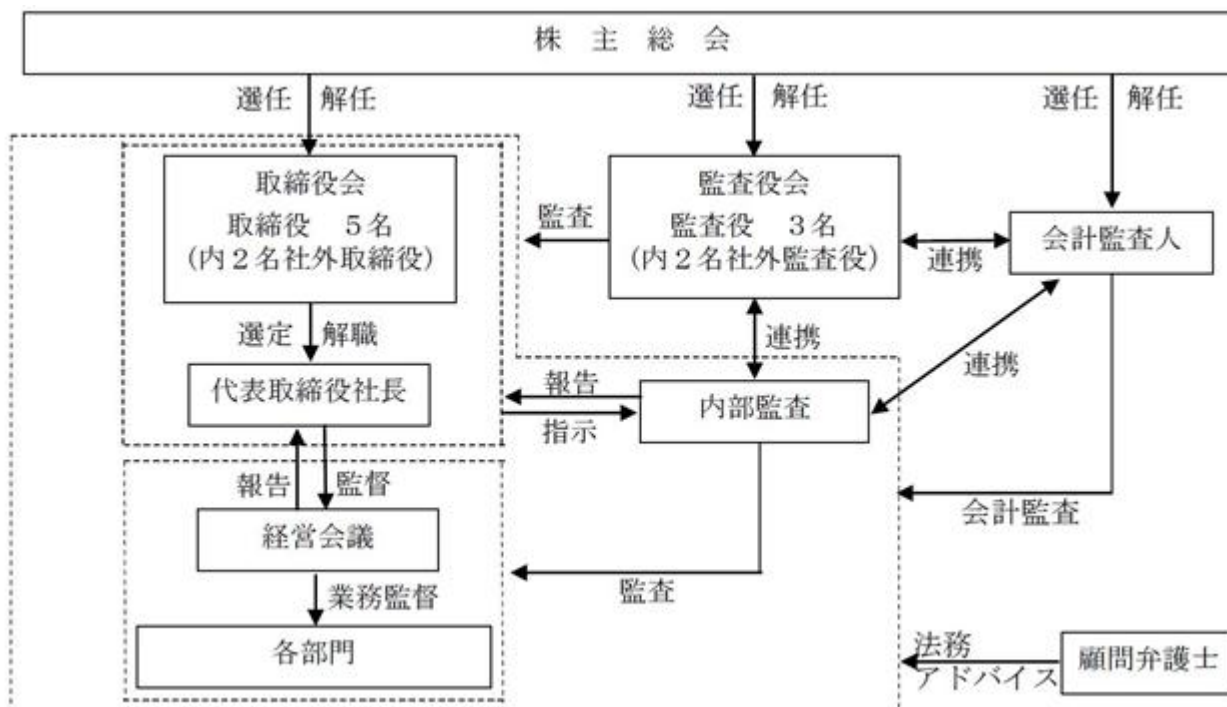 株 主 総 会
選任 解任
選任 解任
選任 解任
取締役会
取締役 5名
(内2名社外取締役)
監査
監査役会
監査役 3名
(内2名社外監査役)
連携
会計監査人
選定 解職
連携
連携
代表取締役社長
報告
指示
内部監査
報告 監督
会計監査
経営会議
監査
業務監督
各部門
法務
アドバイス
顧問弁護士